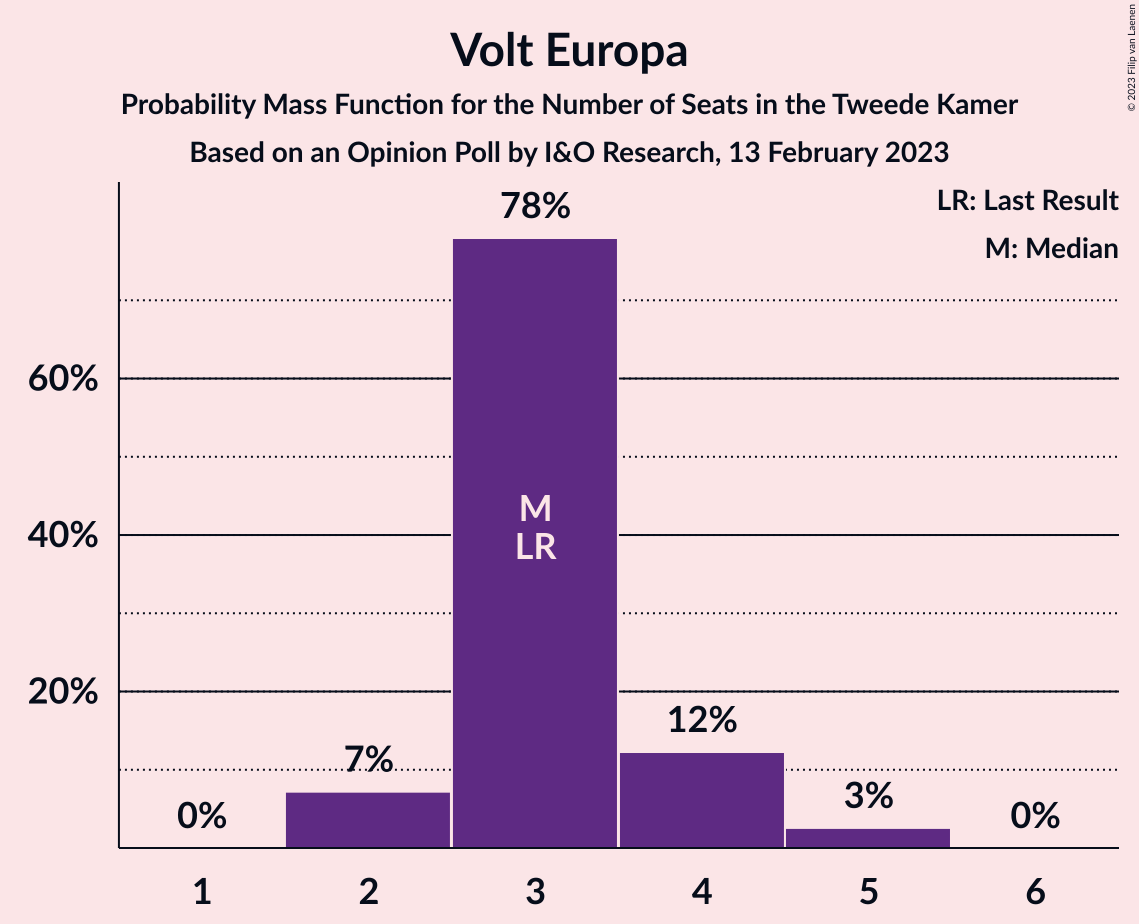 Volt Europa
Probability Mass Function for the Number of Seats in the Tweede Kamer
Based on an Opinion Poll by I&O Research, 13 February 2023
© 2023 Filip van Laenen
LR: Last Result
M: Median
78%
60%
M
40%
LR
20%
12%
7%
3%
0%
0%
1
2
3
4
5
6